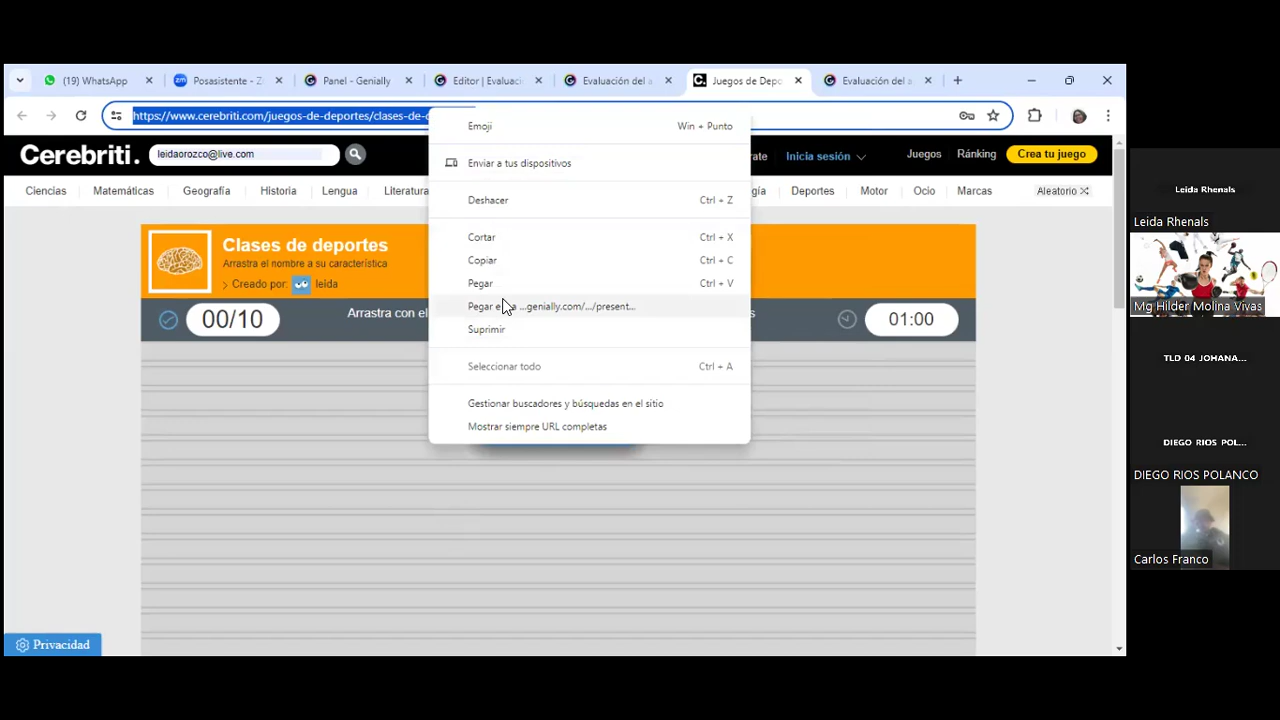 (19) WhatsApp
Posasistente - Z
Panel - Genially
Editor | Evaluaci
Evaluación del a
Juegos de Depo
Evaluación del a
https://www.cerebriti.com/juegos-de-deportes/clases-de-
Emoji Win + Punto
Enviar a tus dispositivos
Deshacer Ctrl + Z
Cortar Ctrl + X
Copiar Ctrl + C
Pegar Ctrl + V
Pegar ...genially.com/.../present...
Suprimir
Seleccionar todo Ctrl + A
Gestionar buscadores y búsquedas en el sitio
Mostrar siempre URL completas
Cerebriti.
leidaorozco@live.com
rate
Inicia sesión
Juegos
Ránking
Crea tu juego
Ciencias
Matemáticas
Geografía
Historia
Lengua
Literatura
gía
Deportes
Motor
Ocio
Marcas
Aleatorio
Clases de deportes
Arrastra el nombre a su característica
Creado por: leida
00/10
Arrastra con el
s
01:00
Privacidad
Leida Rhenals
Leida Rhenals
Mg Hilder Molina Vivas
TLD 04 JOHANA...
DIEGO RIOS POL...
DIEGO RIOS POLANCO
Carlos Franco